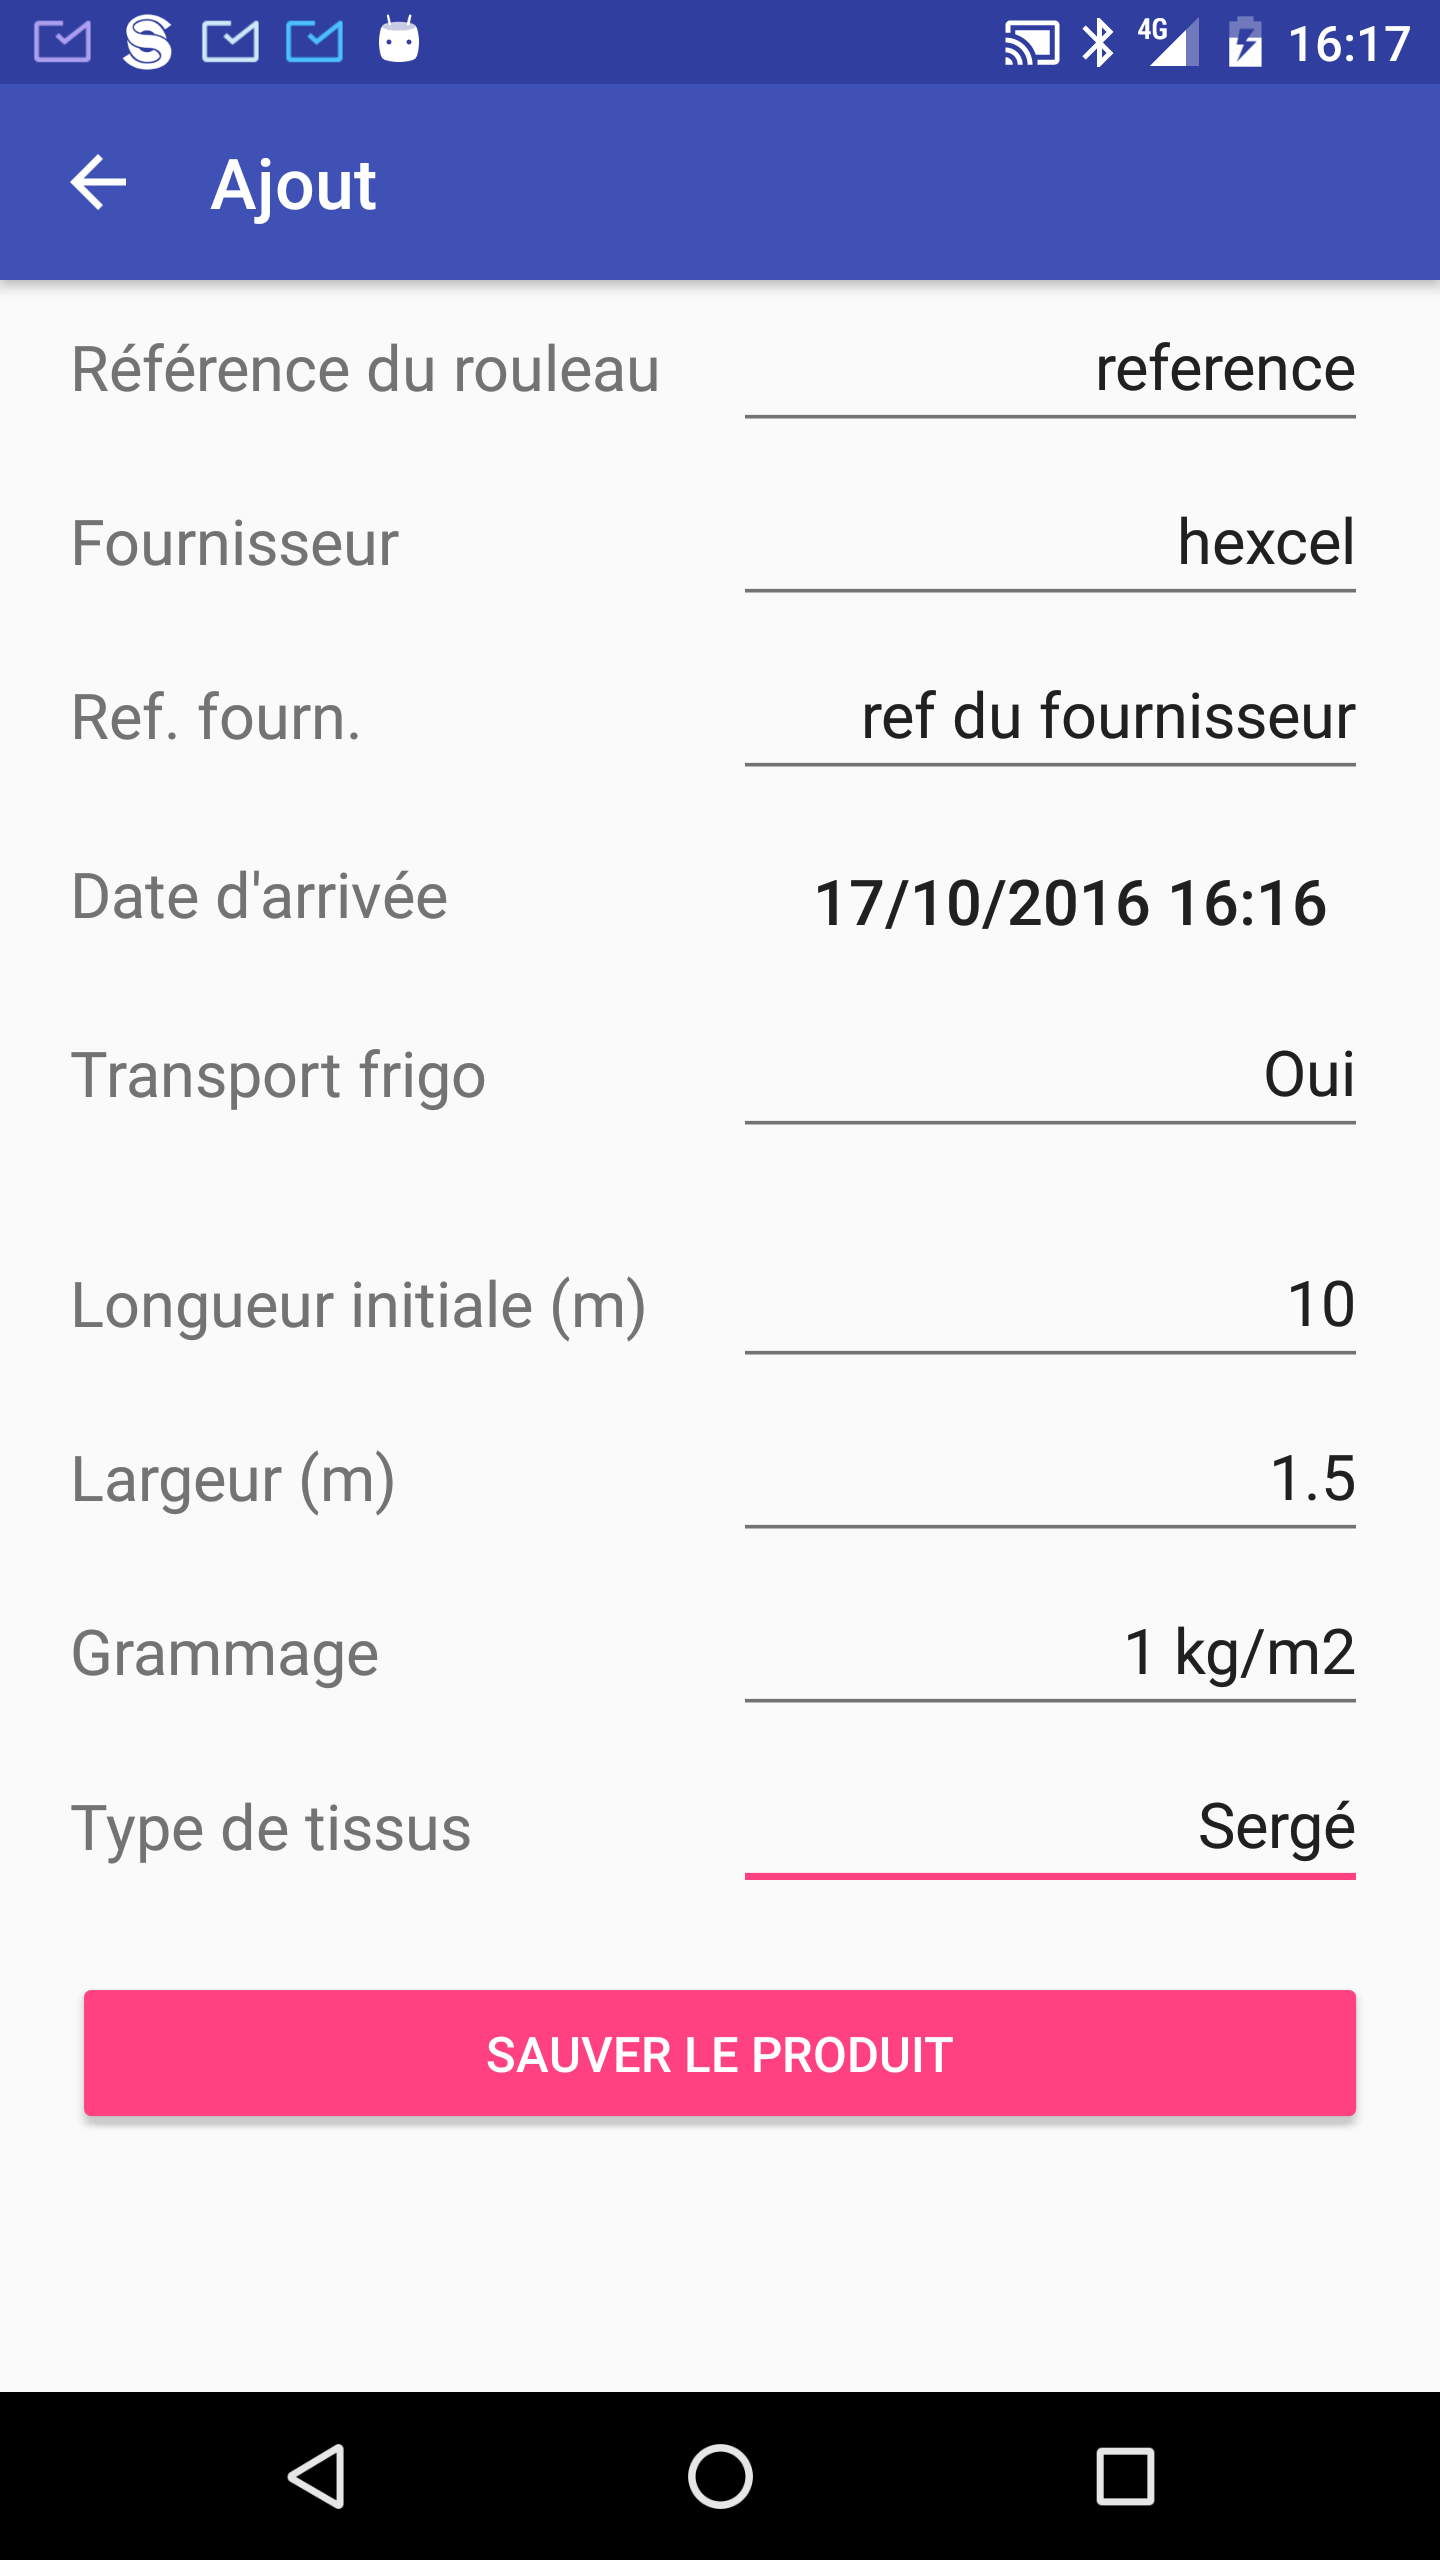 4G 16:17
Ajout
Référence du rouleau reference
Fournisseur hexcel
Ref. fourn. ref du fournisseur
Date d'arrivée 17/10/2016 16:16
Transport frigo Oui
Longueur initiale (m) 10
Largeur (m) 1.5
Grammage 1 kg/m2
Type de tissus Sergé
SAUVER LE PRODUIT